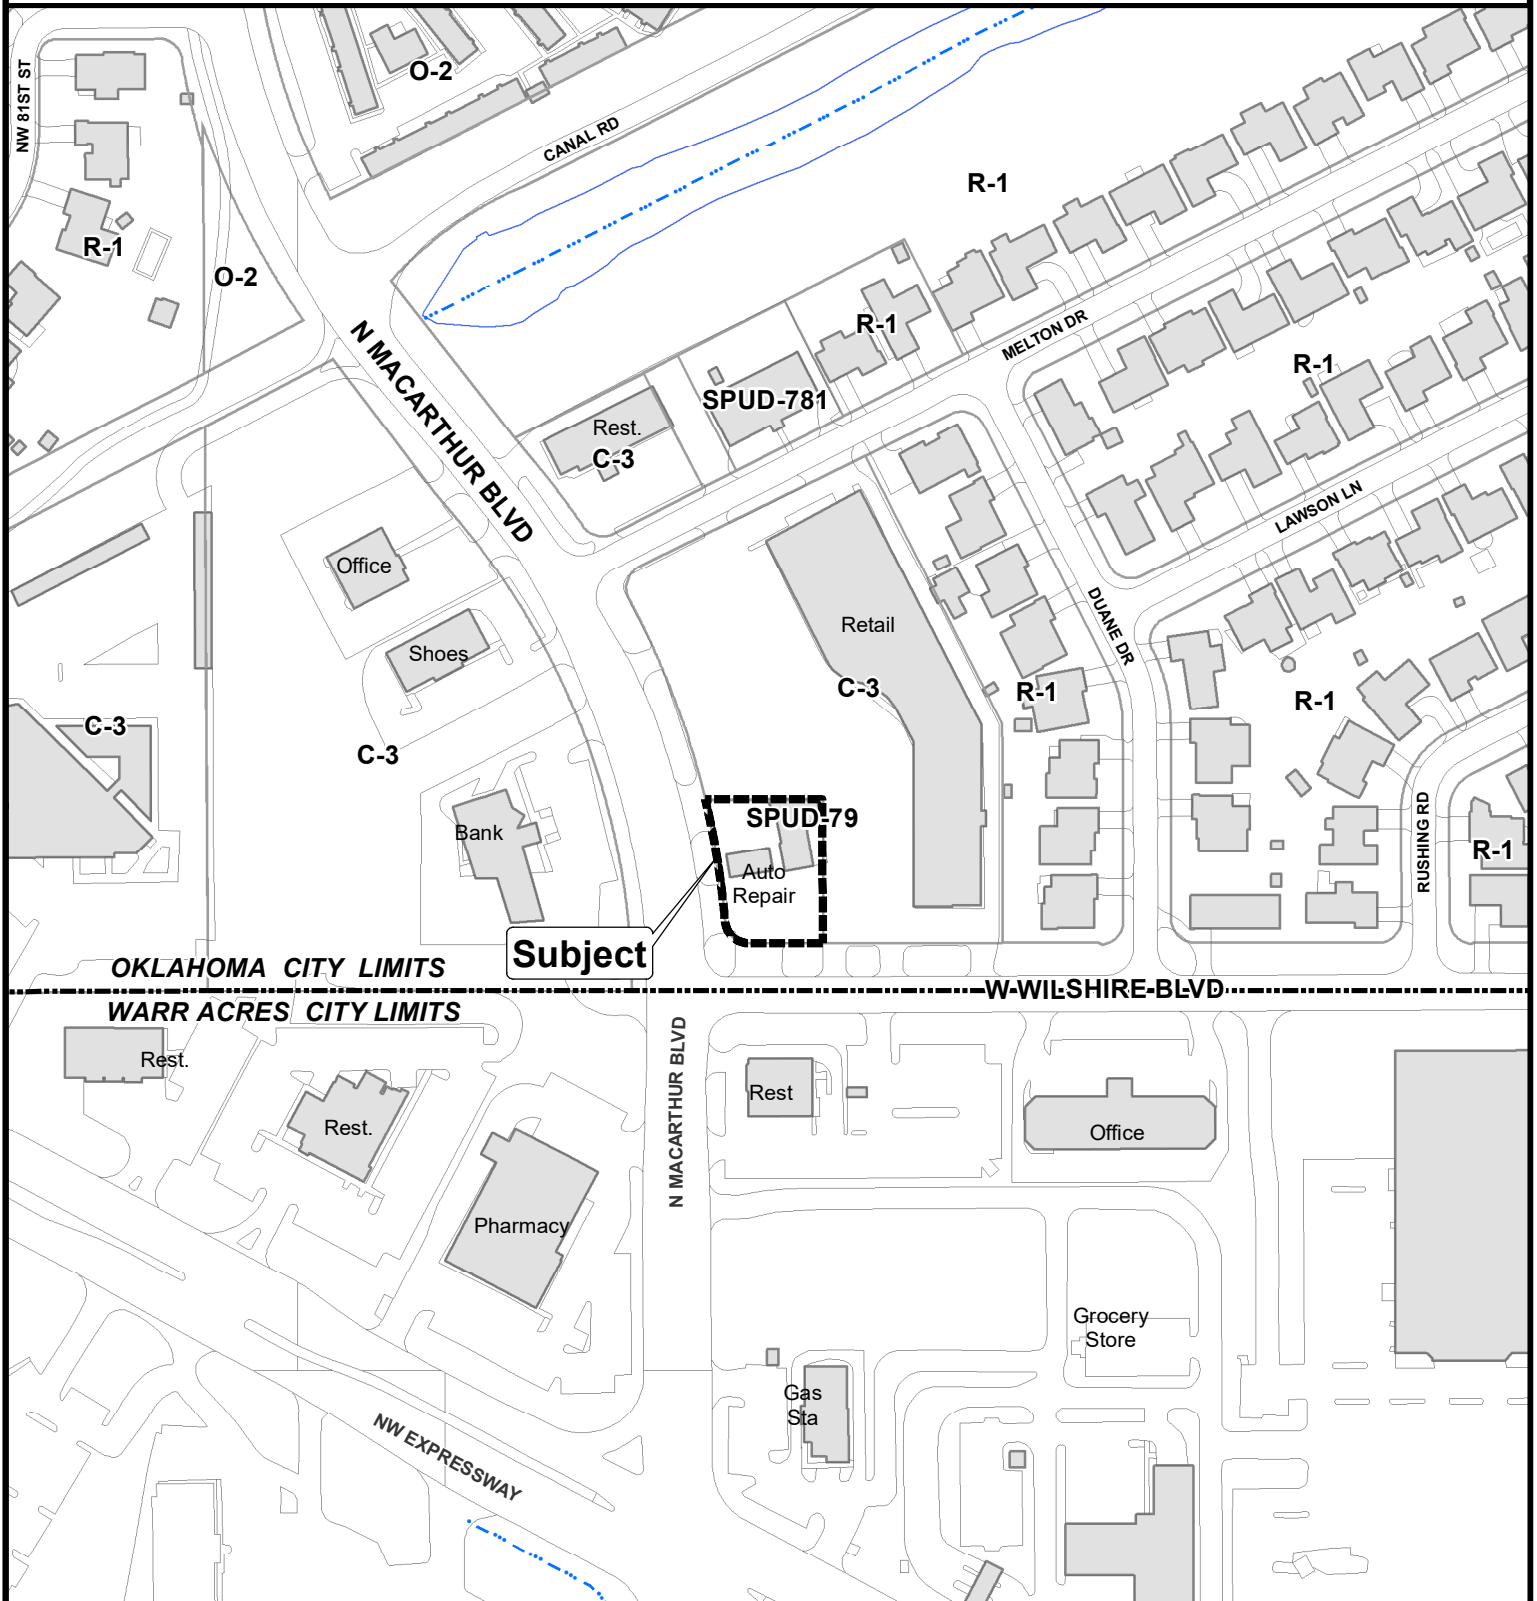 NW 81ST ST
O-2
CANAL RD
R-1
R-1
O-2
N MACARTHUR BLVD
R-1
MELTON DR
SPUD-781
Rest.
C-3
R-1
LAWSON LN
Office
Shoes
Retail
DUANE DR
C-3
R-1
R-1
C-3
C-3
SPUD-79
Bank
Auto
Repair
RUSHING RD
R-1
Subject
OKLAHOMA CITY LIMITS
W WILSHIRE BLVD
WARR ACRES CITY LIMITS
Rest.
Rest.
N MACARTHUR BLVD
Rest
Office
Pharmacy
Grocery
Store
Gas
Sta
NW EXPRESSWAY